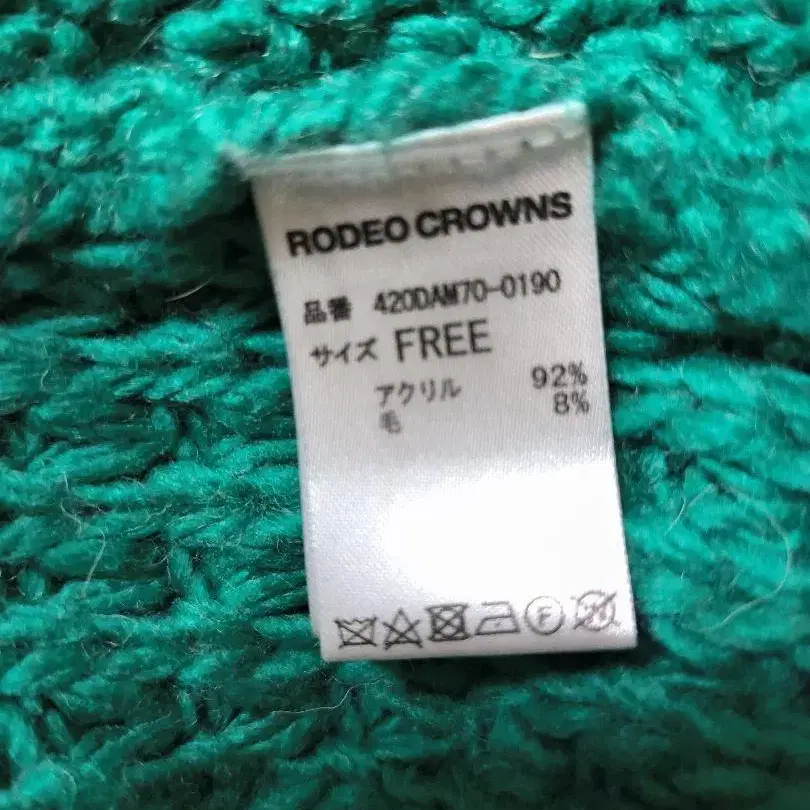 RODEO CROWNS
品番 420DAM70-0190
サイズ FREE
アクリル 92%
毛 8%
F